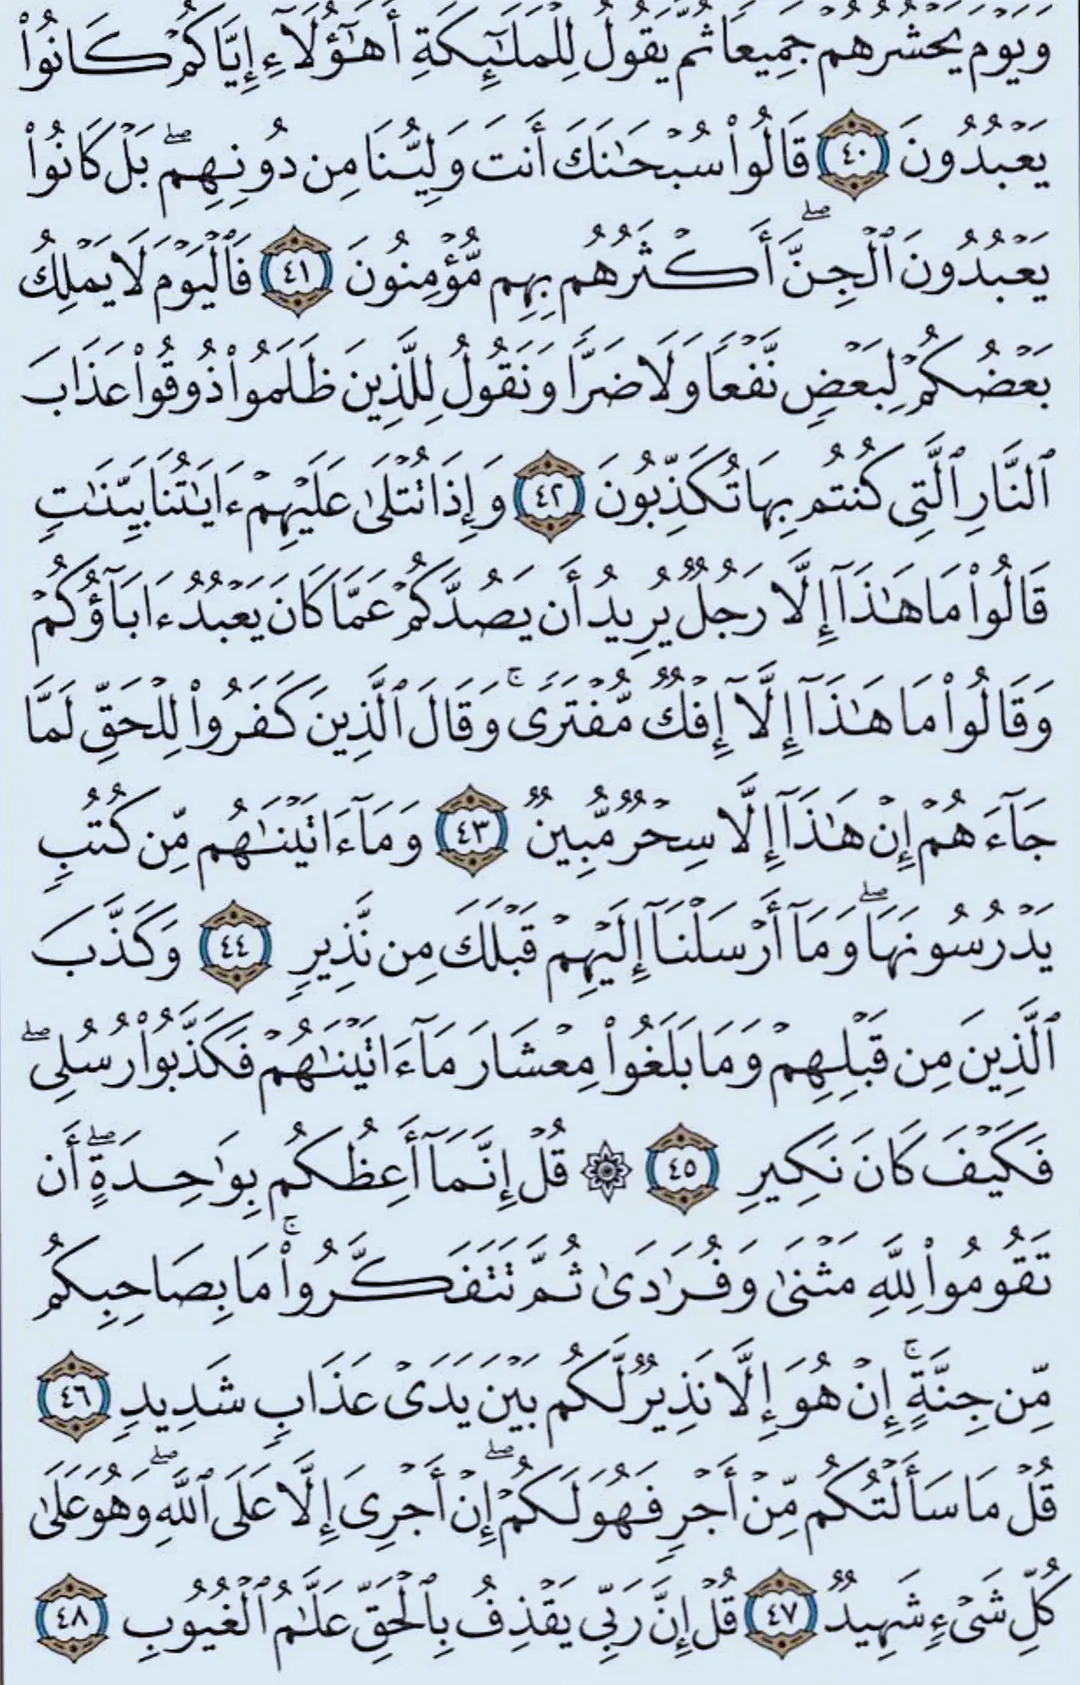 وَيَوْمَ يَحْشُرُهُمْ جَمِيعًا ثُمَّ يَقُولُ لِلْمَلَـٰٓئِكَةِ أَهَـٰٓؤُلَآءِ إِيَّاكُمْ كَانُوا۟
يَعْبُدُونَ ٤٠ قَالُوا۟ سُبْحَـٰنَكَ أَنتَ وَلِيُّنَا مِن دُونِهِم ۖ بَلْ كَانُوا۟
يَعْبُدُونَ ٱلْجِنَّ ۖ أَكْثَرُهُم بِهِم مُّؤْمِنُونَ ٤١ فَٱلْيَوْمَ لَا يَمْلِكُ
بَعْضُكُمْ لِبَعْضٍ نَّفْعًا وَلَا ضَرًّا وَنَقُولُ لِلَّذِينَ ظَلَمُوا۟ ذُوقُوا۟ عَذَابَ
ٱلنَّارِ ٱلَّتِى كُنتُم بِهَا تُكَذِّبُونَ ٤٢ وَإِذَا تُتْلَىٰ عَلَيْهِمْ ءَايَـٰتُنَا بَيِّنَـٰتٍ
قَالُوا۟ مَا هَـٰذَآ إِلَّا رَجُلٌ يُرِيدُ أَن يَصُدَّكُمْ عَمَّا كَانَ يَعْبُدُ ءَابَآؤُكُمْ
وَقَالُوا۟ مَا هَـٰذَآ إِلَّآ إِفْكٌ مُّفْتَرًى ۚ وَقَالَ ٱلَّذِينَ كَفَرُوا۟ لِلْحَقِّ لَمَّا
جَآءَهُمْ إِنْ هَـٰذَآ إِلَّا سِحْرٌ مُّبِينٌ ٤٣ وَمَآ ءَاتَيْنَـٰهُم مِّن كُتُبٍ
يَدْرُسُونَهَا ۖ وَمَآ أَرْسَلْنَآ إِلَيْهِمْ قَبْلَكَ مِن نَّذِيرٍ ٤٤ وَكَذَّبَ
ٱلَّذِينَ مِن قَبْلِهِمْ وَمَا بَلَغُوا۟ مِعْشَارَ مَآ ءَاتَيْنَـٰهُمْ فَكَذَّبُوا۟ رُسُلِى ۖ
فَكَيْفَ كَانَ نَكِيرِ ٤٥ ۞ قُلْ إِنَّمَآ أَعِظُكُم بِوَٰحِدَةٍ ۖ أَن
تَقُومُوا۟ لِلَّهِ مَثْنَىٰ وَفُرَٰدَىٰ ثُمَّ تَتَفَكَّرُوا۟ ۚ مَا بِصَاحِبِكُم
مِّن جِنَّةٍ ۚ إِنْ هُوَ إِلَّا نَذِيرٌ لَّكُم بَيْنَ يَدَىْ عَذَابٍ شَدِيدٍ ٤٦
قُلْ مَا سَأَلْتُكُم مِّنْ أَجْرٍ فَهُوَ لَكُمْ ۖ إِنْ أَجْرِىَ إِلَّا عَلَى ٱللَّهِ ۖ وَهُوَ عَلَىٰ
كُلِّ شَىْءٍ شَهِيدٌ ٤٧ قُلْ إِنَّ رَبِّى يَقْذِفُ بِٱلْحَقِّ عَلَّـٰمُ ٱلْغُيُوبِ ٤٨